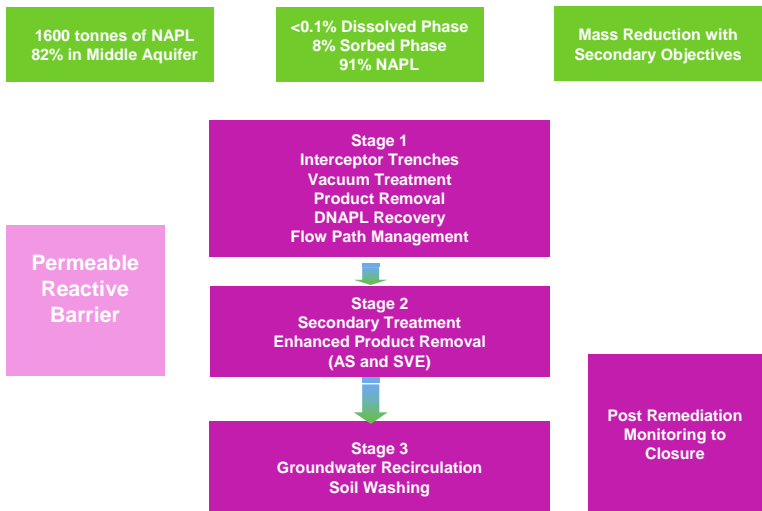 1600 tonnes of NAPL
82% in Middle Aquifer
<0.1% Dissolved Phase
8% Sorbed Phase
91% NAPL
Mass Reduction with
Secondary Objectives
Stage 1
Interceptor Trenches
Vacuum Treatment
Product Removal
DNAPL Recovery
Flow Path Management
Permeable
Reactive
Barrier
Stage 2
Secondary Treatment
Enhanced Product Removal
(AS and SVE)
Stage 3
Groundwater Recirculation
Soil Washing
Post Remediation
Monitoring to
Closure